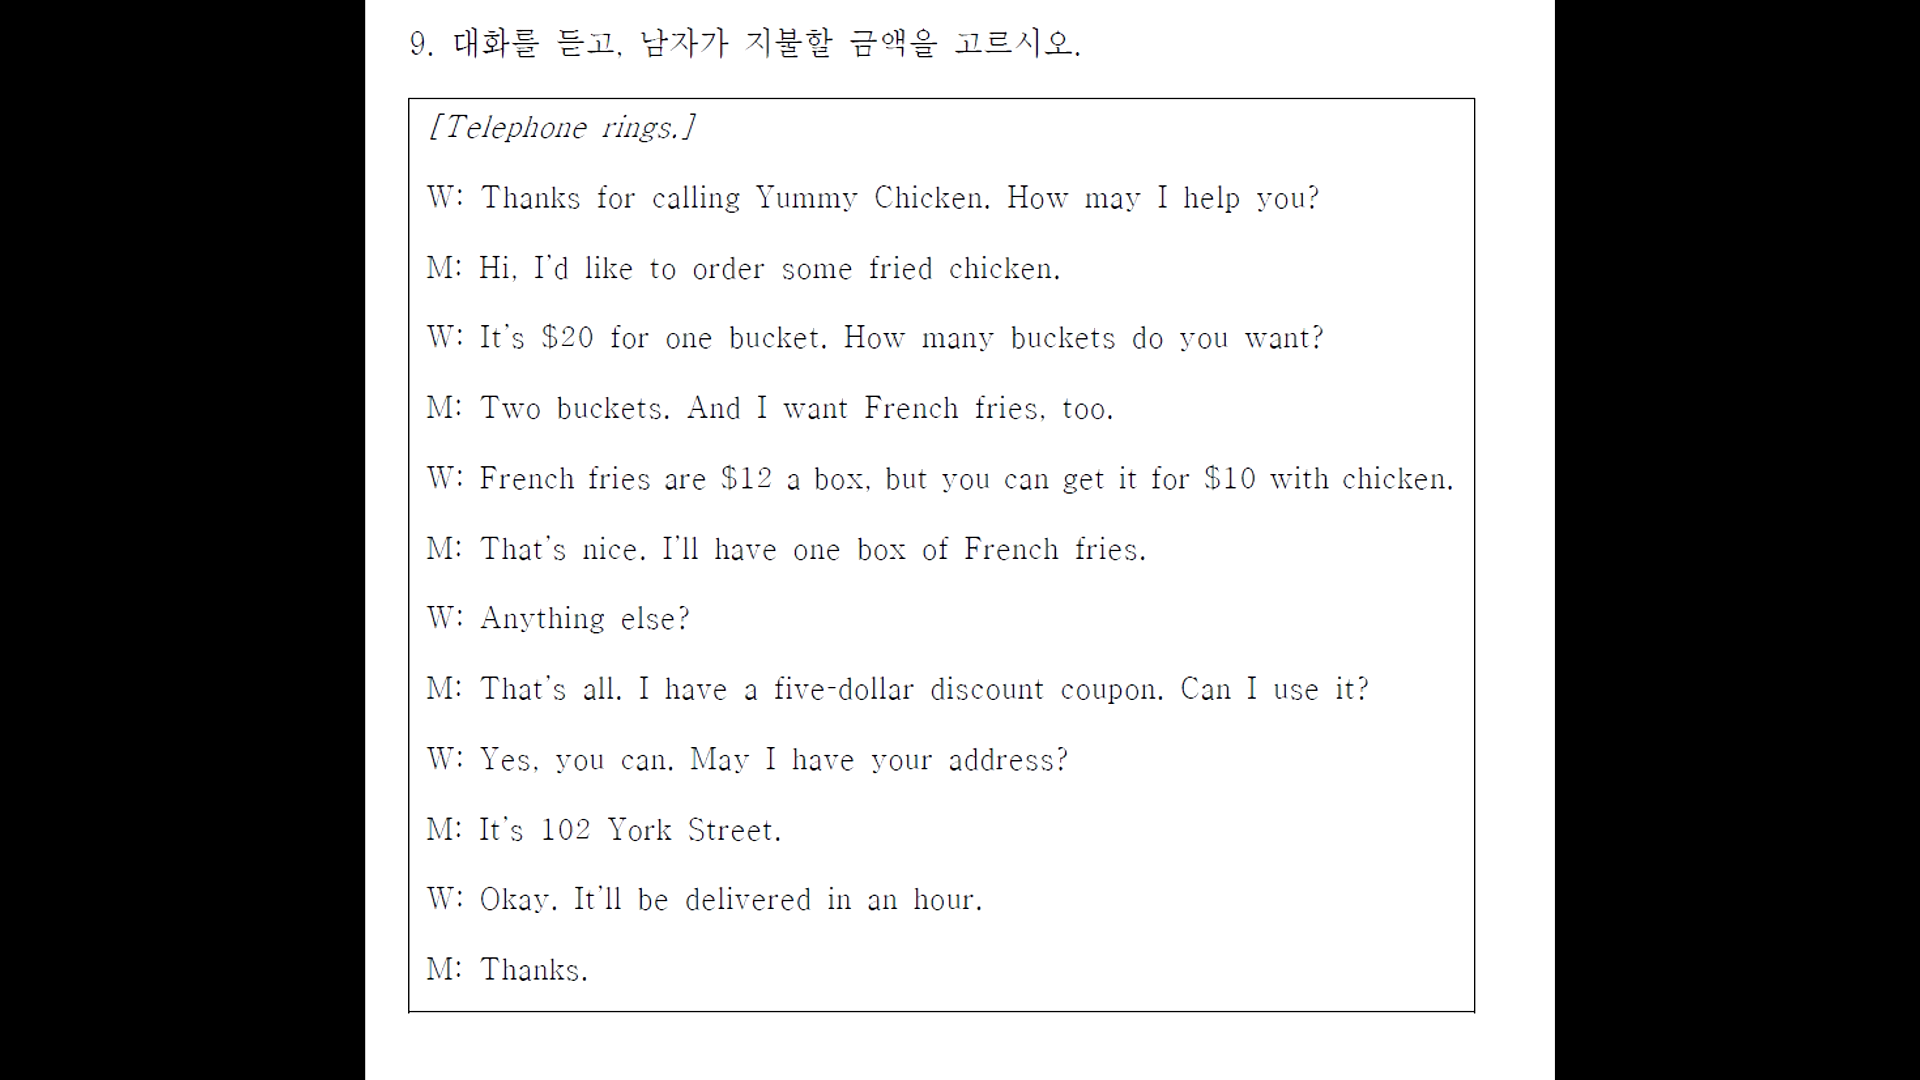 9. 대화를 듣고, 남자가 지불할 금액을 고르시오.
[Telephone rings.]
W: Thanks for calling Yummy Chicken. How may I help you?
M: Hi, I'd like to order some fried chicken.
W: It's $20 for one bucket. How many buckets do you want?
M: Two buckets. And I want French fries, too.
W: French fries are $12 a box, but you can get it for $10 with chicken.
M: That's nice. I'll have one box of French fries.
W: Anything else?
M: That's all. I have a five-dollar discount coupon. Can I use it?
W: Yes, you can. May I have your address?
M: It's 102 York Street.
W: Okay. It'll be delivered in an hour.
M: Thanks.